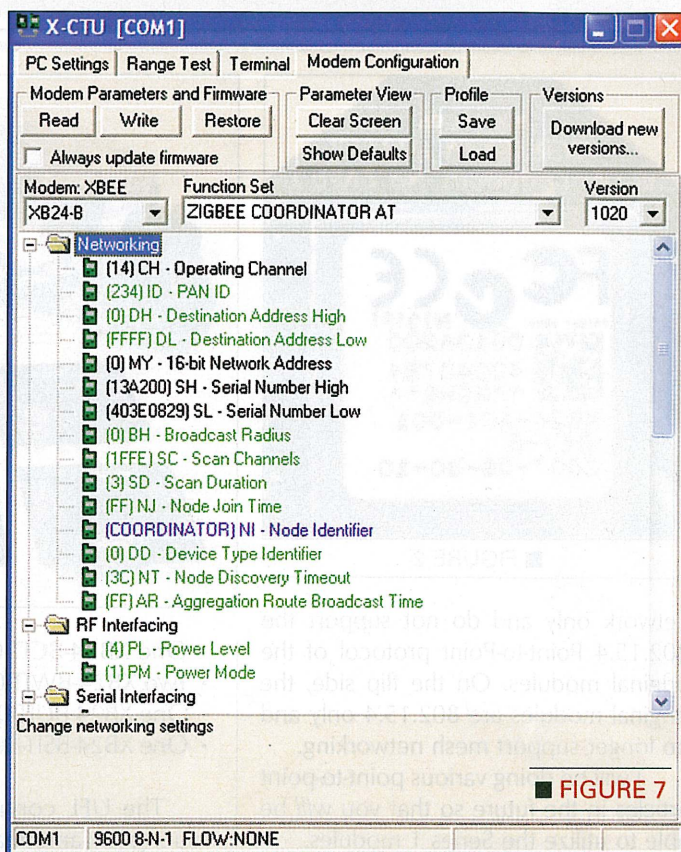 X-CTU [COM1]
PC Settings Range Test Terminal Modem Configuration
Modem Parameters and Firmware Parameter View Profile Versions
Read Write Restore Clear Screen Save Download new versions...
Always update firmware Show Defaults Load
Modem: XBEE Function Set Version
XB24-B ZIGBEE COORDINATOR AT 1020
Networking
(14) CH - Operating Channel
(234) ID - PAN ID
(0) DH - Destination Address High
(FFFF) DL - Destination Address Low
(0) MY - 16-bit Network Address
(13A200) SH - Serial Number High
(403E0829) SL - Serial Number Low
(0) BH - Broadcast Radius
(1FFE) SC - Scan Channels
(3) SD - Scan Duration
(FF) NJ - Node Join Time
(COORDINATOR) NI - Node Identifier
(0) DD - Device Type Identifier
(3C) NT - Node Discovery Timeout
(FF) AR - Aggregation Route Broadcast Time
RF Interfacing
(4) PL - Power Level
(1) PM - Power Mode
Serial Interfacing
Change networking settings
FIGURE 7
COM1 9600 8-N-1 FLOW:NONE